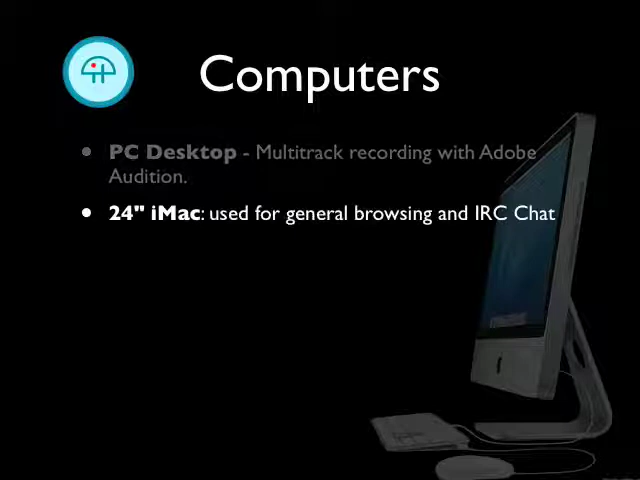 Computers
• PC Desktop - Multitrack recording with Adobe
Audition.
• 24" iMac: used for general browsing and IRC Chat